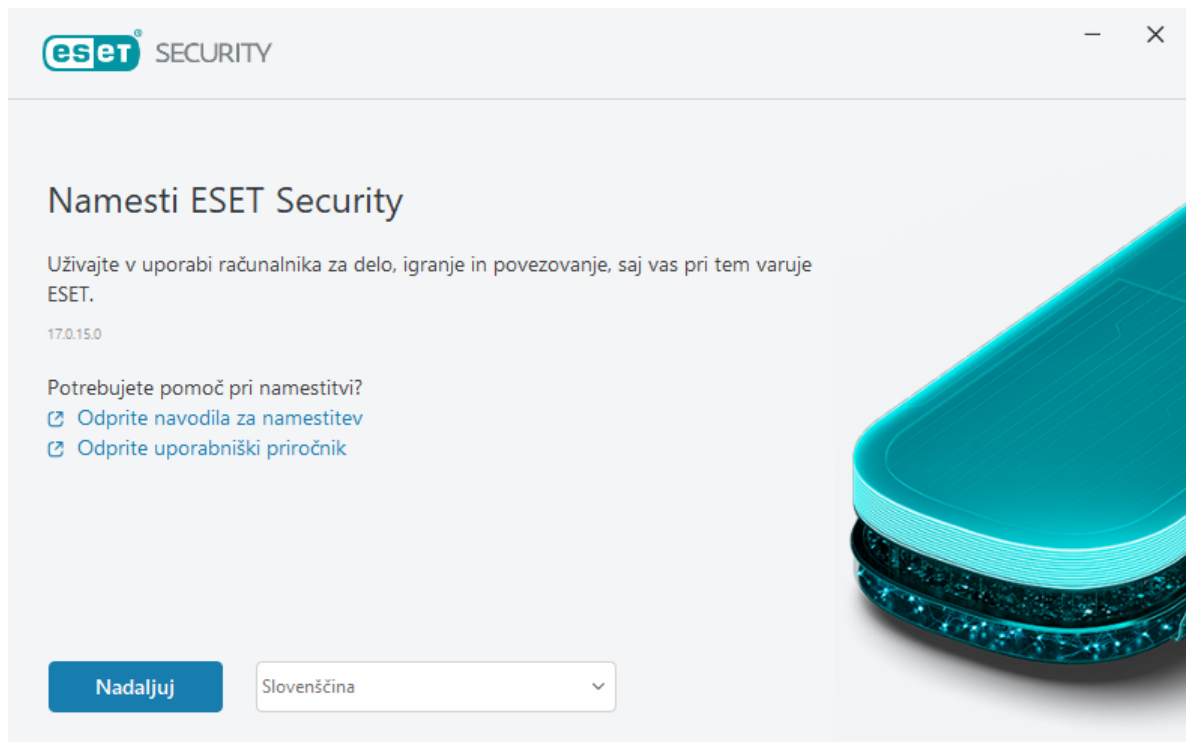 eset® SECURITY
Namesti ESET Security
Uživajte v uporabi računalnika za delo, igranje in povezovanje, saj vas pri tem varuje
ESET.
17.0.15.0
Potrebujete pomoč pri namestitvi?
Odprite navodila za namestitev
Odprite uporabniški priročnik
Nadaljuj
Slovenščina